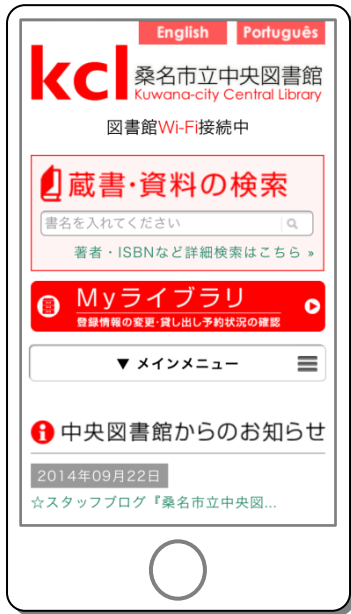 English Português
kcl 桑名市立中央図書館
Kuwana-city Central Library
図書館Wi-Fi接続中
蔵書・資料の検索
書名を入れてください
著者・ISBNなど詳細検索はこちら »
Myライブラリ
登録情報の変更・貸し出し予約状況の確認
▼ メインメニュー
中央図書館からのお知らせ
2014年09月22日
☆スタッフブログ『桑名市立中央図...